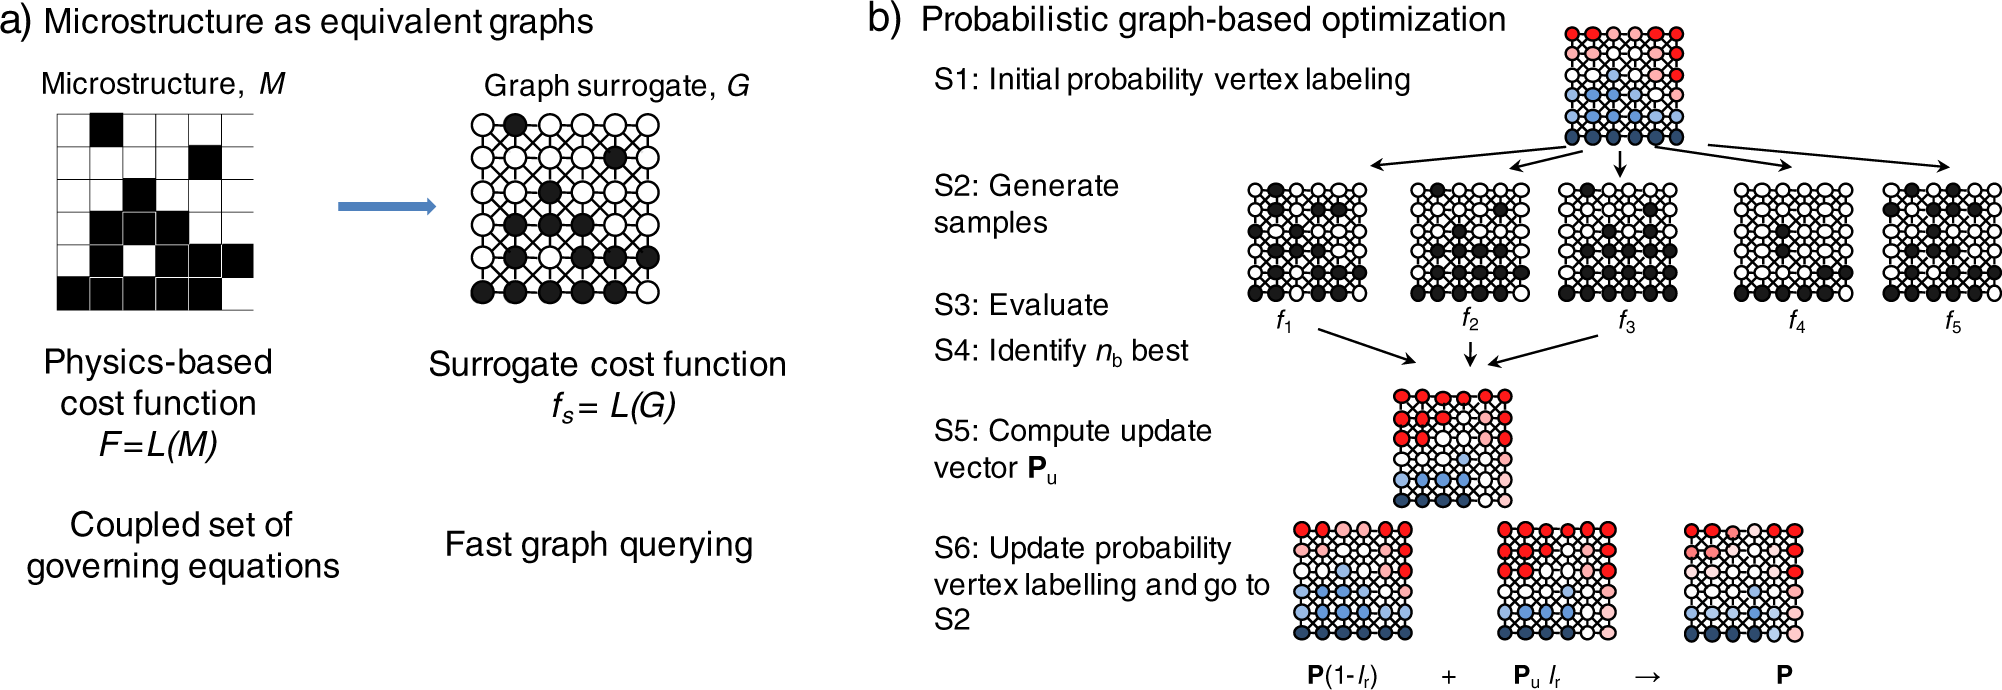 a) Microstructure as equivalent graphs
Microstructure, M
Graph surrogate, G
Physics-based
cost function
F=L(M)
Surrogate cost function
fs= L(G)
Coupled set of
governing equations
Fast graph querying
b) Probabilistic graph-based optimization
S1: Initial probability vertex labeling
S2: Generate
samples
S3: Evaluate
f1 f2 f3 f4 f5
S4: Identify nb best
S5: Compute update
vector Pu
S6: Update probability
vertex labelling and go to
S2
P(1-lr) + Pu lr → P